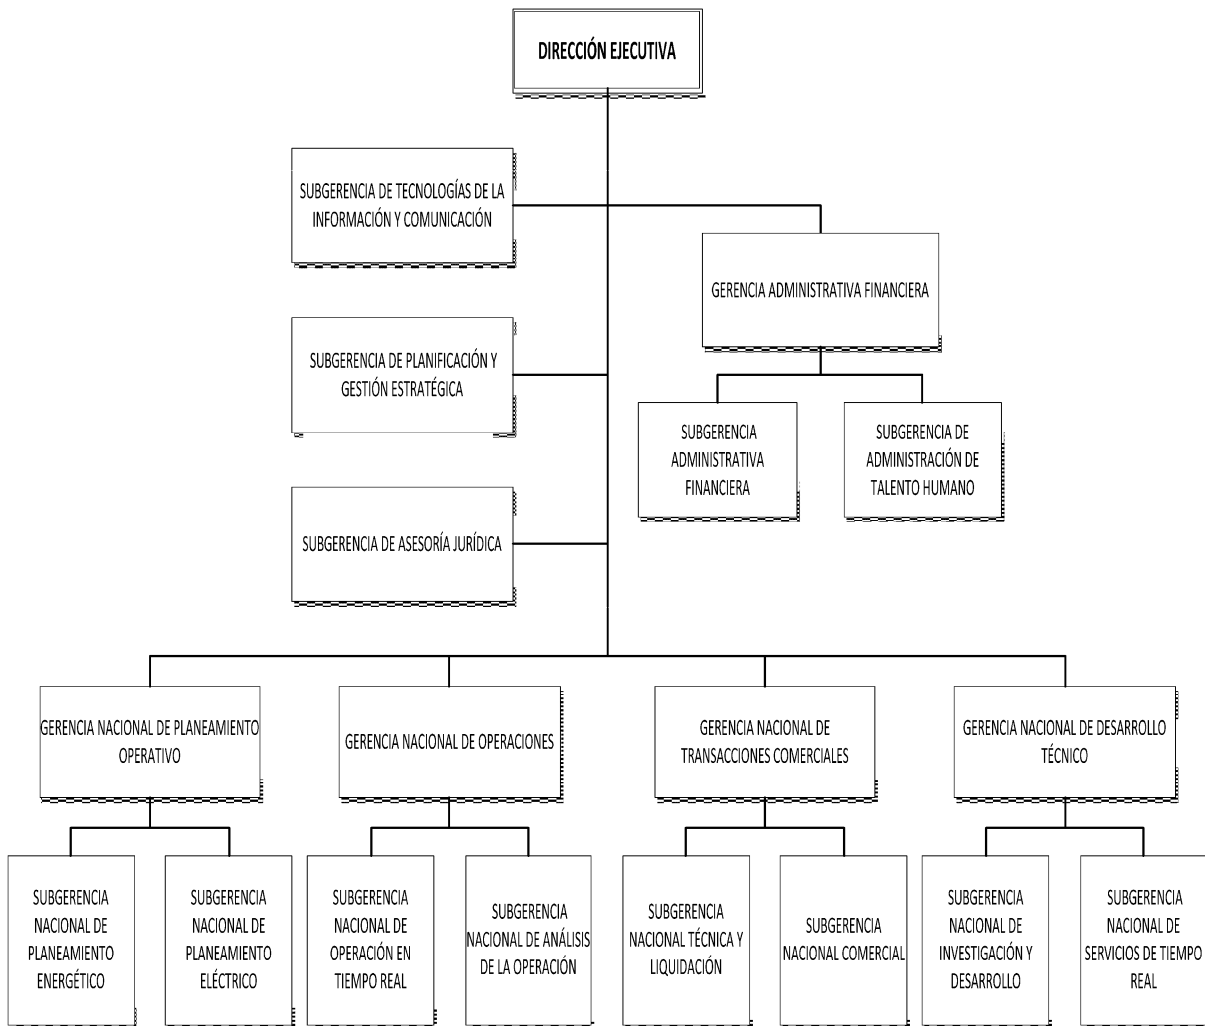 DIRECCIÓN EJECUTIVA
SUBGERENCIA DE TECNOLOGÍAS DE LA
INFORMACIÓN Y COMUNICACIÓN
GERENCIA ADMINISTRATIVA FINANCIERA
SUBGERENCIA DE PLANIFICACIÓN Y
GESTIÓN ESTRATÉGICA
SUBGERENCIA
ADMINISTRATIVA
FINANCIERA
SUBGERENCIA DE
ADMINISTRACIÓN DE
TALENTO HUMANO
SUBGERENCIA DE ASESORÍA JURÍDICA
GERENCIA NACIONAL DE PLANEAMIENTO
OPERATIVO
GERENCIA NACIONAL DE OPERACIONES
GERENCIA NACIONAL DE
TRANSACCIONES COMERCIALES
GERENCIA NACIONAL DE DESARROLLO
TÉCNICO
SUBGERENCIA
NACIONAL DE
PLANEAMIENTO
ENERGÉTICO
SUBGERENCIA
NACIONAL DE
PLANEAMIENTO
ELÉCTRICO
SUBGERENCIA
NACIONAL DE
OPERACIÓN EN
TIEMPO REAL
SUBGERENCIA
NACIONAL DE ANÁLISIS
DE LA OPERACIÓN
SUBGERENCIA
NACIONAL TÉCNICA Y
LIQUIDACIÓN
SUBGERENCIA
NACIONAL COMERCIAL
SUBGERENCIA
NACIONAL DE
INVESTIGACIÓN Y
DESARROLLO
SUBGERENCIA
NACIONAL DE
SERVICIOS DE TIEMPO
REAL